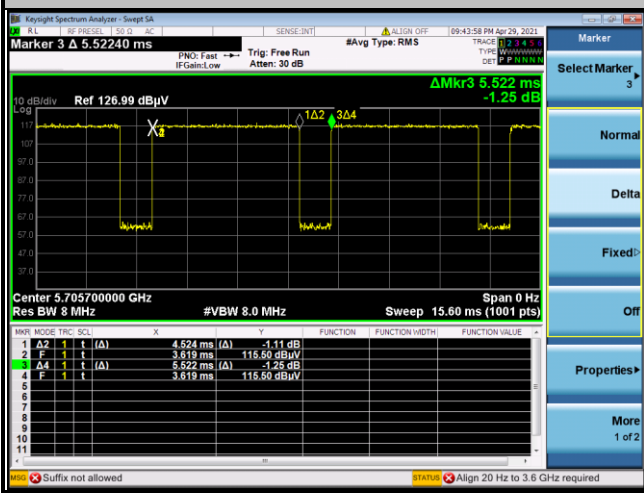 Keysight Spectrum Analyzer - Swept SA
RL RF PRESEL 50 Ω AC SENSE:INT ALIGN OFF 09:43:58 PM Apr 29, 2021
Marker 3 Δ 5.52240 ms
PNO: Fast
IFGain:Low
Trig: Free Run
Atten: 30 dB
#Avg Type: RMS
TRACE 1 2 3 4 5 6
TYPE WWWWWW
DET P P N N N N
ΔMkr3 5.522 ms
-1.25 dB
10 dB/div Ref 126.99 dBµV
Log
117
107
97.0
87.0
77.0
67.0
57.0
47.0
37.0
1Δ2
3Δ4
Center 5.705700000 GHz Span 0 Hz
Res BW 8 MHz #VBW 8.0 MHz Sweep 15.60 ms (1001 pts)
MKR MODE TRC SCL X Y FUNCTION FUNCTION WIDTH FUNCTION VALUE
1 Δ2 1 t (Δ) 4.524 ms (Δ) -1.11 dB
2 F 1 t 3.619 ms 115.50 dBµV
3 Δ4 1 t (Δ) 5.522 ms (Δ) -1.25 dB
4 F 1 t 3.619 ms 115.50 dBµV
5
6
7
8
9
10
11
MSG Suffix not allowed STATUS Align 20 Hz to 3.6 GHz required
Marker
Select Marker
3
Normal
Delta
Fixed
Off
Properties
More
1 of 2